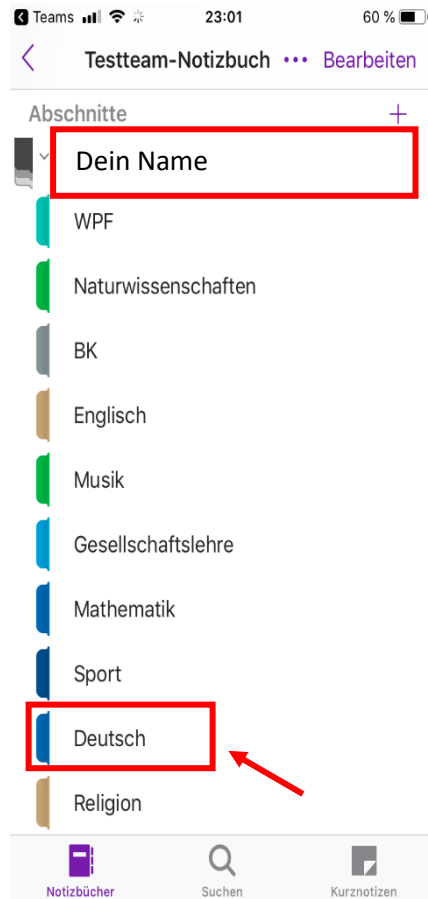 Teams 23:01 60 %
Testteam-Notizbuch ••• Bearbeiten
Abschnitte +
Dein Name
WPF
Naturwissenschaften
BK
Englisch
Musik
Gesellschaftslehre
Mathematik
Sport
Deutsch
Religion
Notizbücher Suchen Kurznotizen